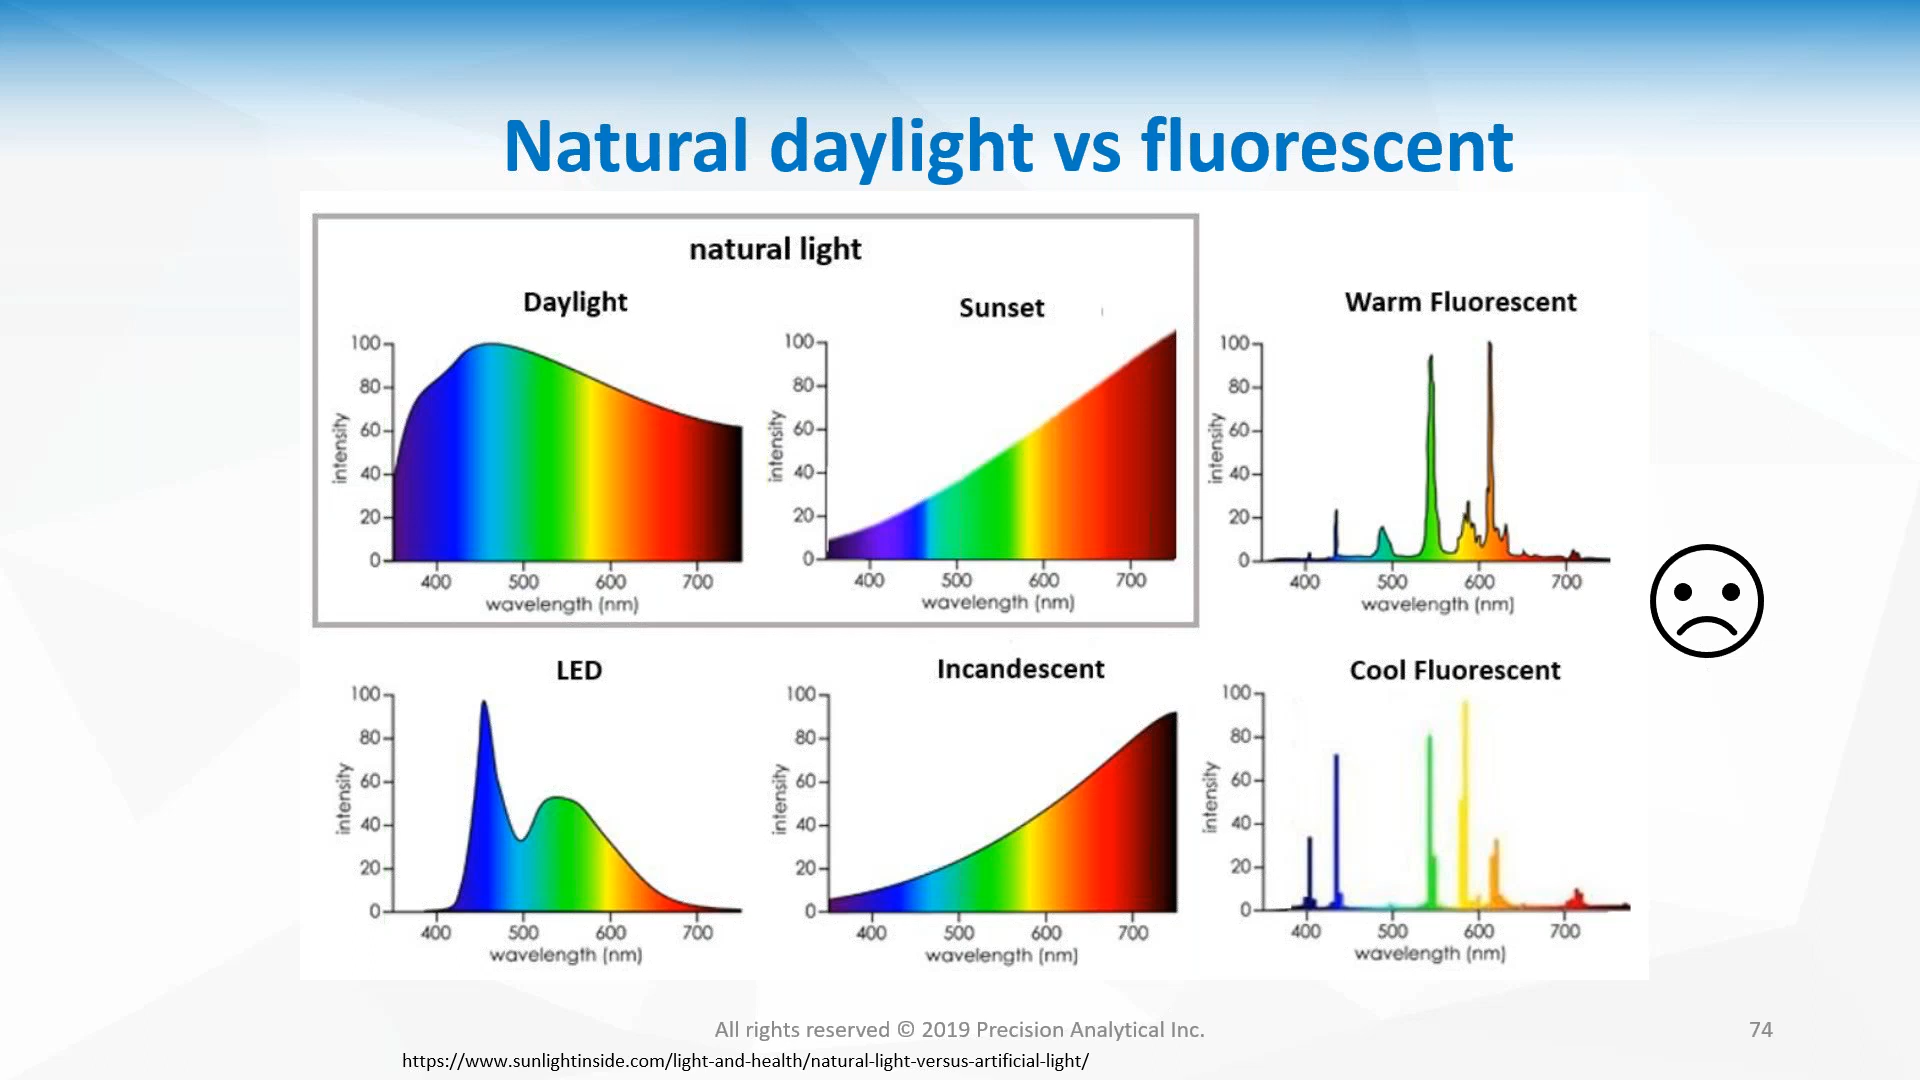 Natural daylight vs fluorescent
natural light
Daylight
100
80
60
40
20
0
intensity
400 500 600 700
wavelength (nm)
Sunset
100
80
60
40
20
0
intensity
400 500 600 700
wavelength (nm)
Warm Fluorescent
100
80
60
40
20
0
intensity
400 500 600 700
wavelength (nm)
LED
100
80
60
40
20
0
intensity
400 500 600 700
wavelength (nm)
Incandescent
100
80
60
40
20
0
intensity
400 500 600 700
wavelength (nm)
Cool Fluorescent
100
80
60
40
20
0
intensity
400 500 600 700
wavelength (nm)
All rights reserved © 2019 Precision Analytical Inc.
74
https://www.sunlightinside.com/light-and-health/natural-light-versus-artificial-light/